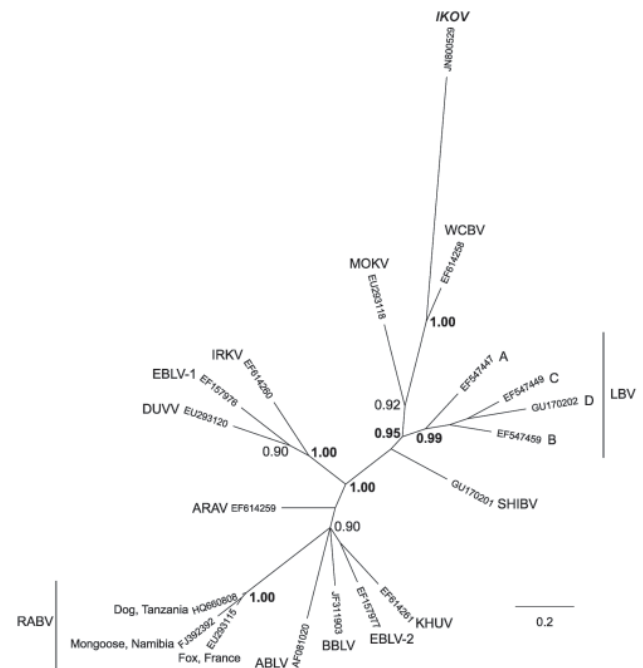 IKOV
JN800529
WCBV
EF614258
MOKV
EU293118
1.00
IRKV
EF614260
EBLV-1
EF157976
DUVV EU293120
0.90
1.00
0.92
0.95
0.99
EF547447 A
EF547449 C
GU170202 D
EF547459 B
LBV
GU170201 SHIBV
1.00
ARAV EF614259
0.90
RABV
1.00
Dog, Tanzania HQ660808
Mongoose, Namibia FJ392392
Fox, France EU293115
ABLV AF081020
BBLV JF311903
EBLV-2 EF157977
KHUV EF614261
0.2